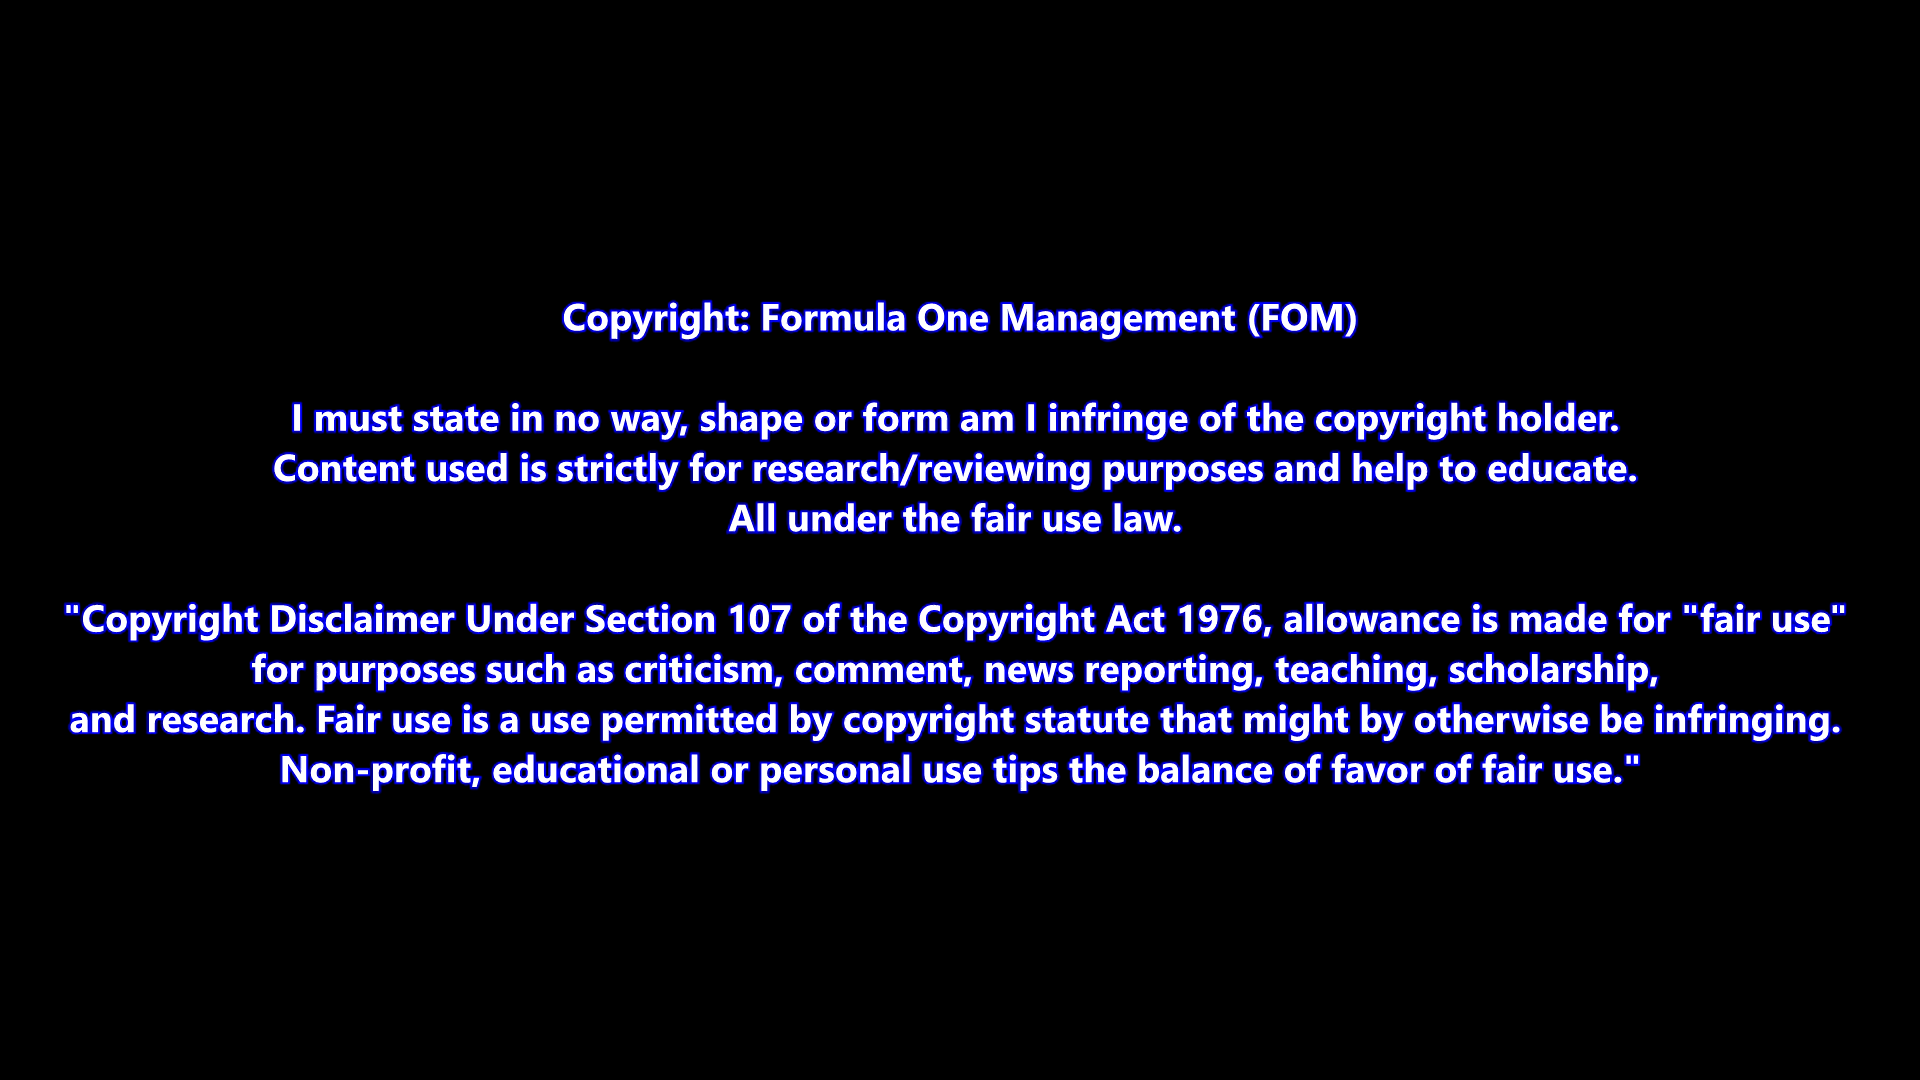 Copyright: Formula One Management (FOM)
I must state in no way, shape or form am I infringe of the copyright holder.
Content used is strictly for research/reviewing purposes and help to educate.
All under the fair use law.
"Copyright Disclaimer Under Section 107 of the Copyright Act 1976, allowance is made for "fair use"
for purposes such as criticism, comment, news reporting, teaching, scholarship,
and research. Fair use is a use permitted by copyright statute that might by otherwise be infringing.
Non-profit, educational or personal use tips the balance of favor of fair use."